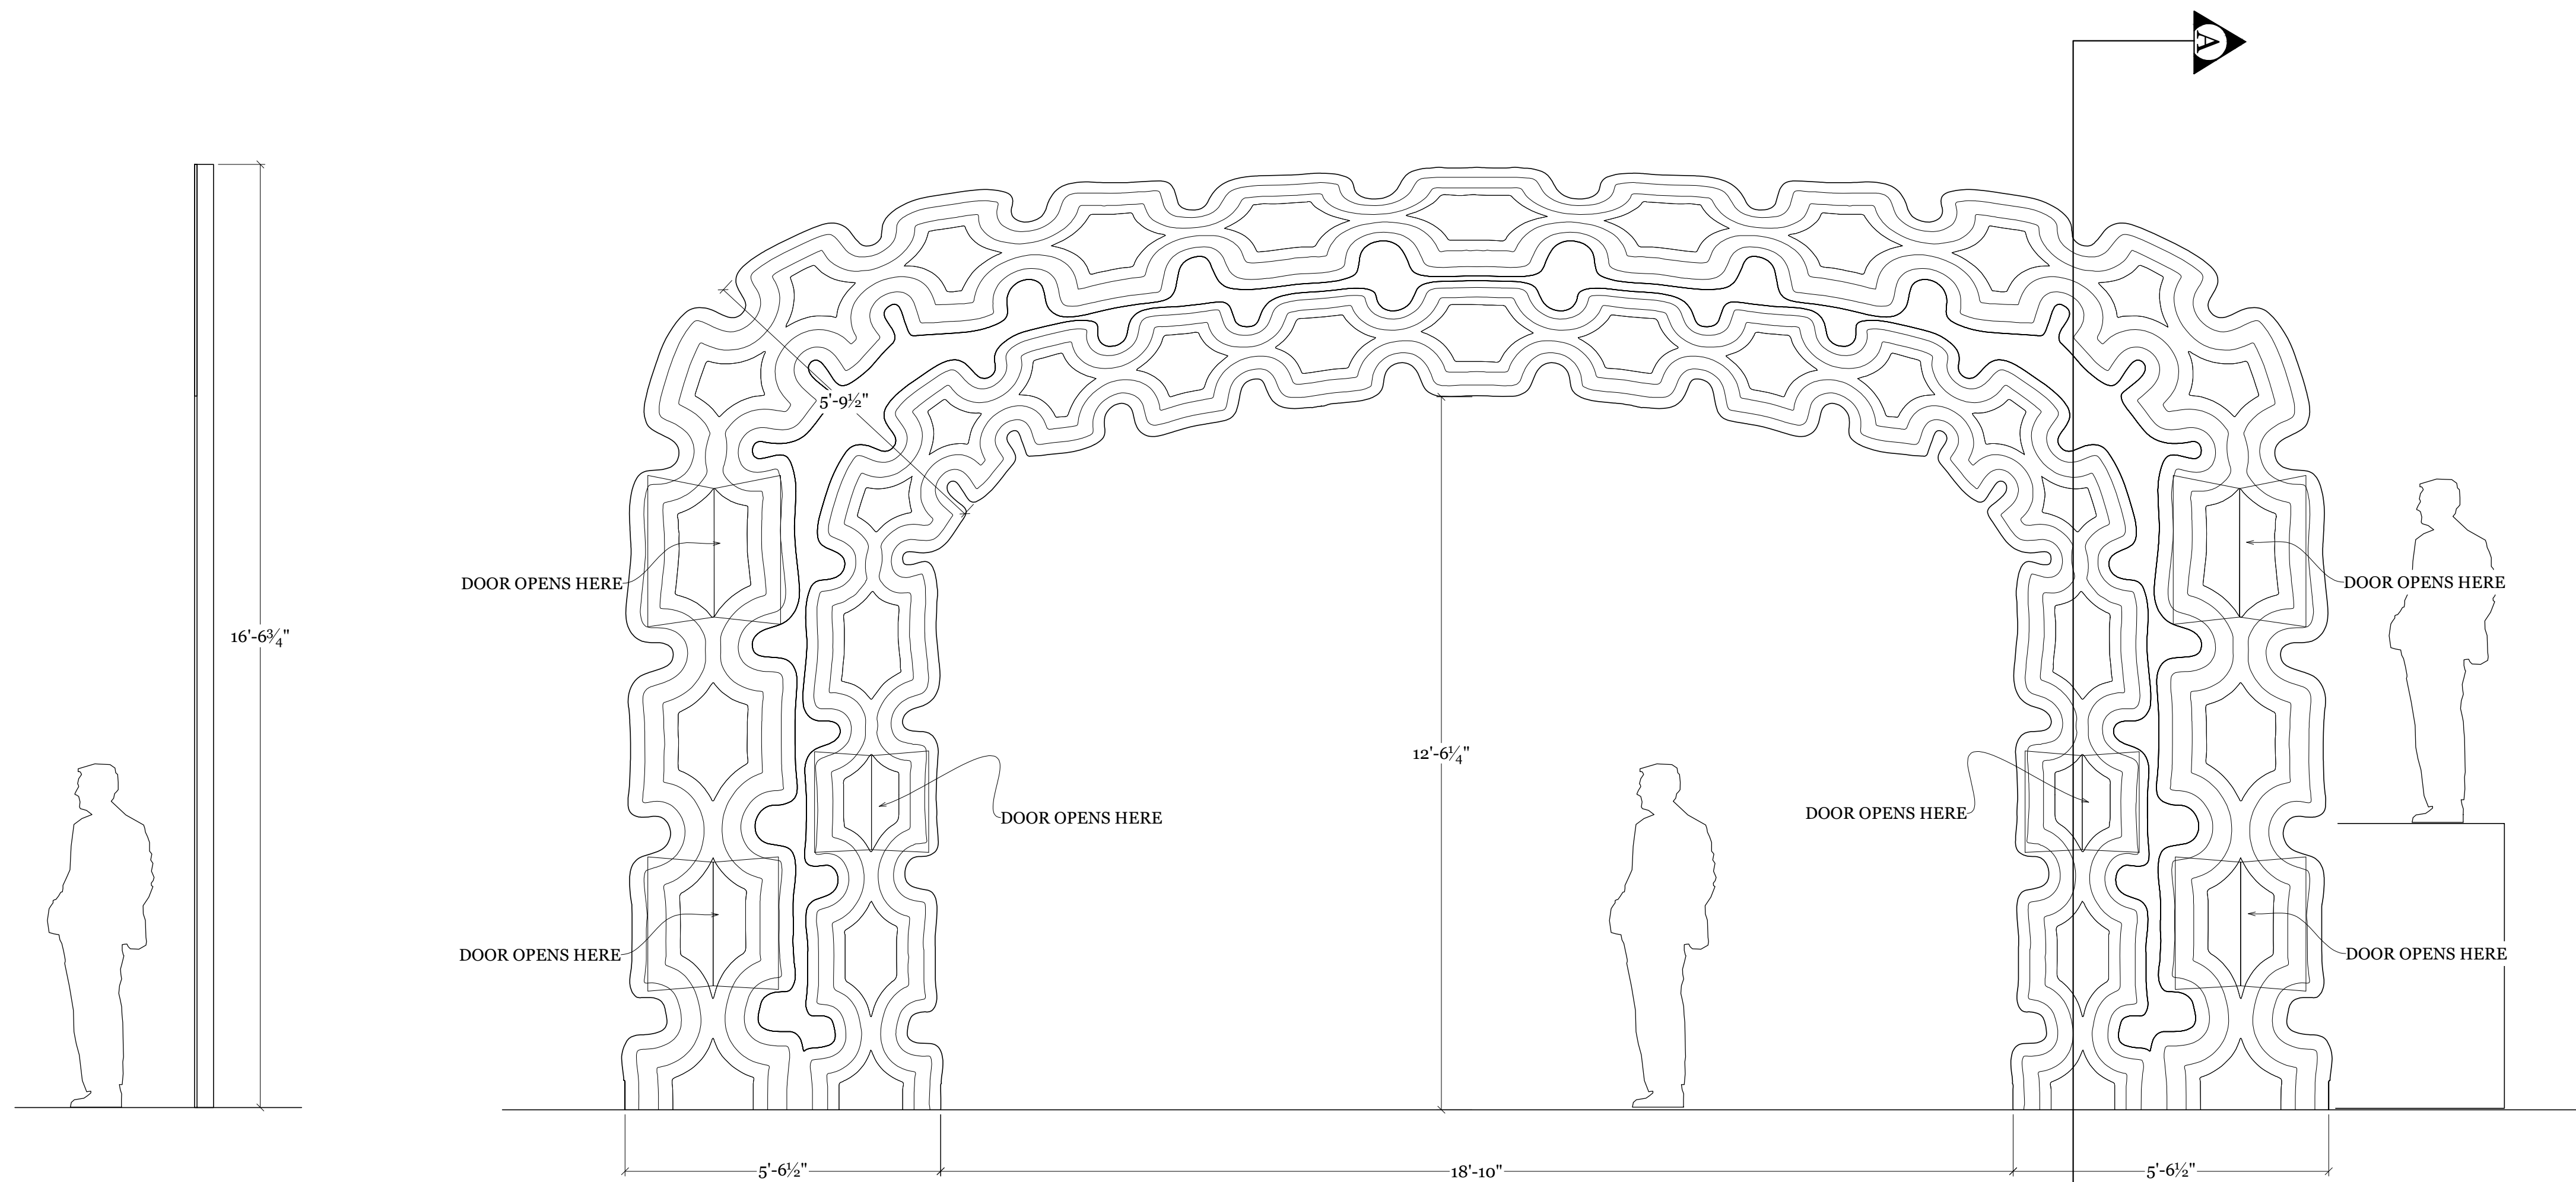 A
5'-9½"
DOOR OPENS HERE
DOOR OPENS HERE
16'-6¾"
12'-6¼"
DOOR OPENS HERE
DOOR OPENS HERE
DOOR OPENS HERE
DOOR OPENS HERE
5'-6½"
18'-10"
5'-6½"